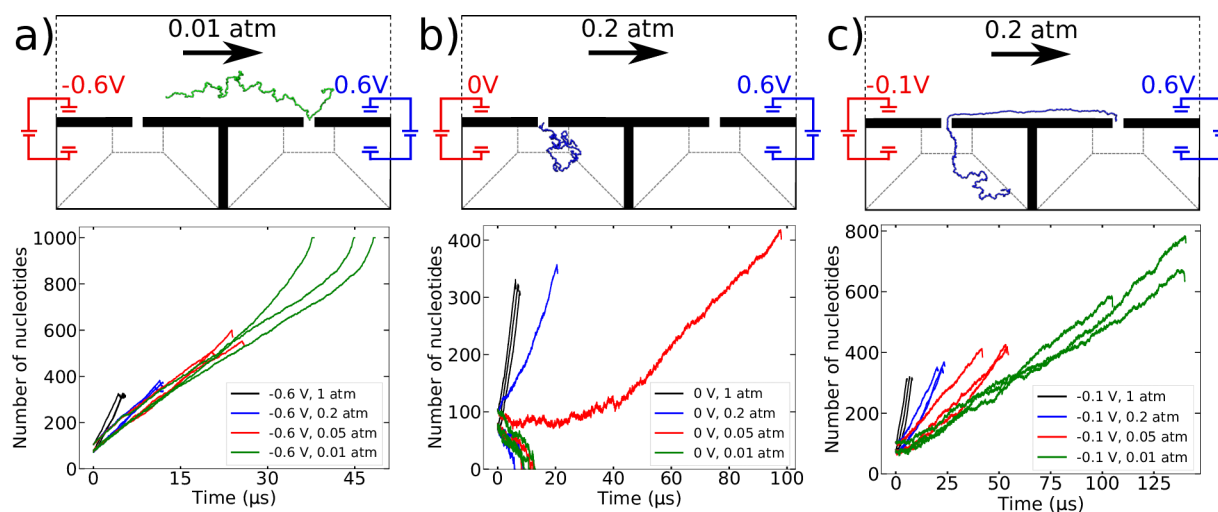 a)
0.01 atm
-0.6V
0.6V
Number of nucleotides
1000
800
600
400
200
0
-0.6 V, 1 atm
-0.6 V, 0.2 atm
-0.6 V, 0.05 atm
-0.6 V, 0.01 atm
0
15
30
45
Time (μs)
b)
0.2 atm
0V
0.6V
Number of nucleotides
400
300
200
100
0
0 V, 1 atm
0 V, 0.2 atm
0 V, 0.05 atm
0 V, 0.01 atm
0
20
40
60
80
100
Time (μs)
c)
0.2 atm
-0.1V
0.6V
Number of nucleotides
800
600
400
200
0
-0.1 V, 1 atm
-0.1 V, 0.2 atm
-0.1 V, 0.05 atm
-0.1 V, 0.01 atm
0
25
50
75
100
125
Time (μs)